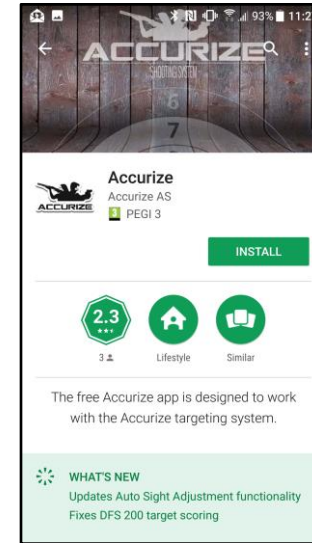 93% 11:2
ACCURIZE
SHOOTING SYSTEM
6
7
ACCURIZE
Accurize
Accurize AS
3 PEGI 3
INSTALL
2.3
3
Lifestyle
Similar
The free Accurize app is designed to work
with the Accurize targeting system.
WHAT'S NEW
Updates Auto Sight Adjustment functionality
Fixes DFS 200 target scoring